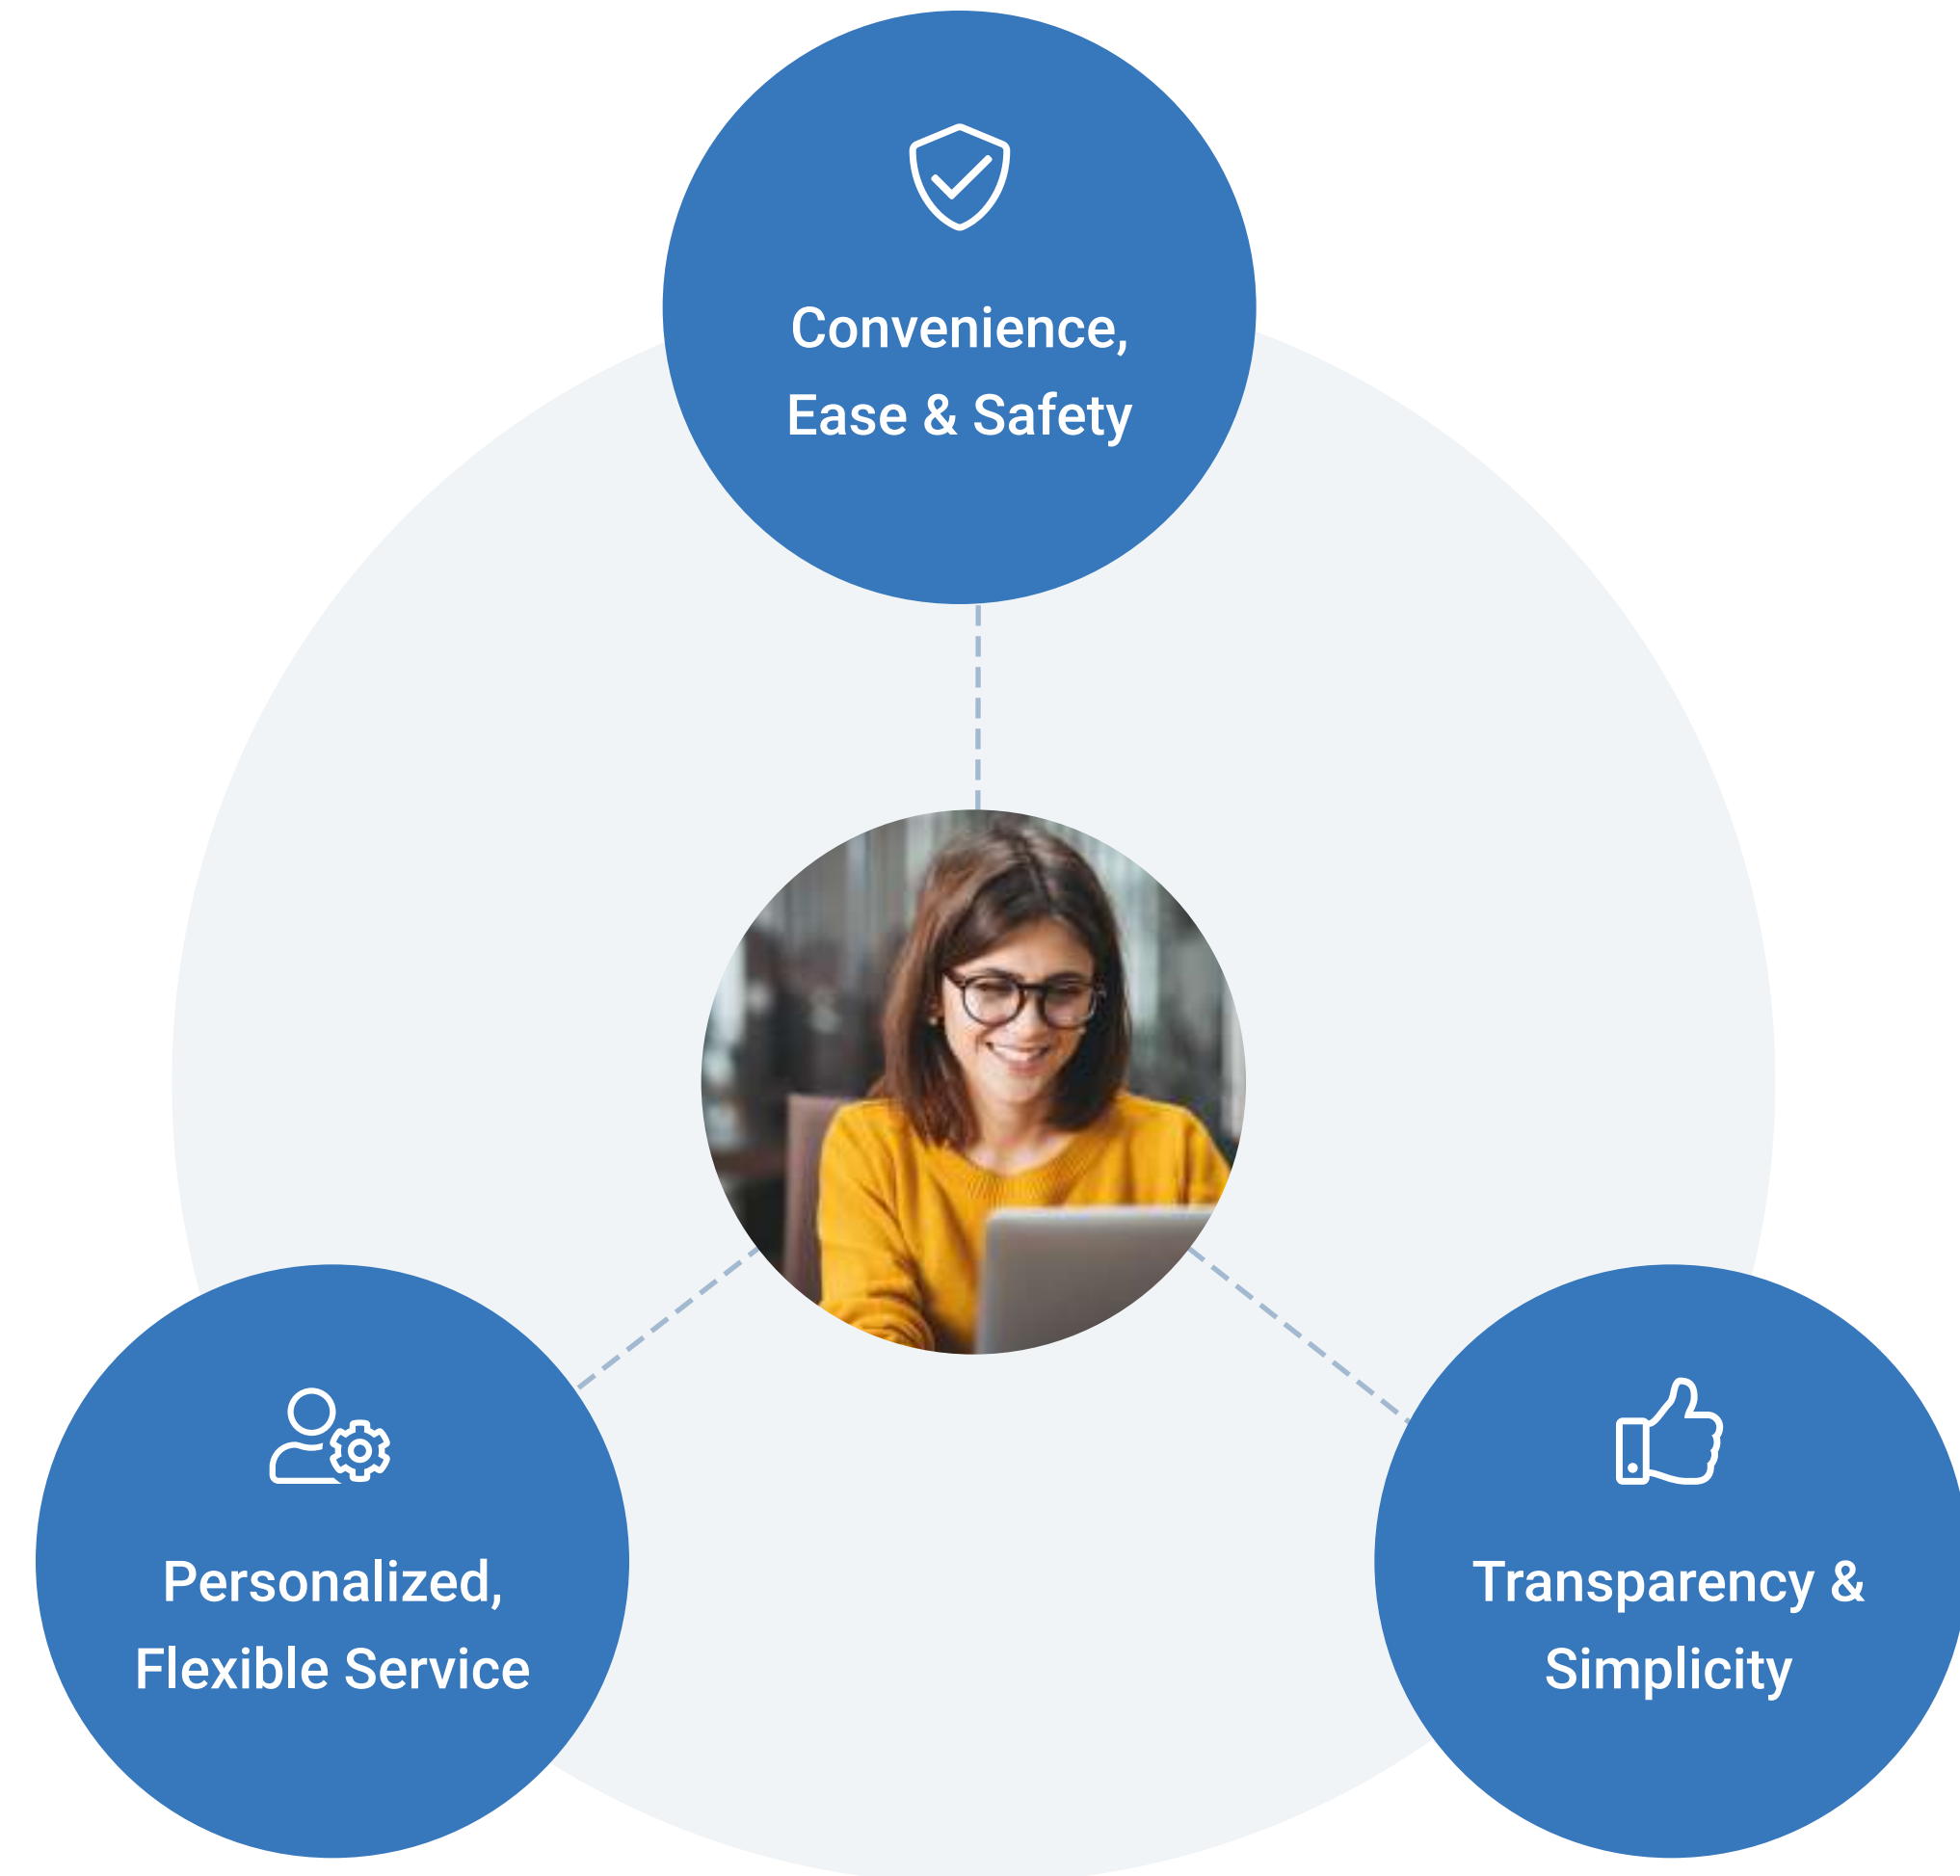 Convenience,
Ease & Safety
Personalized,
Flexible Service
Transparency &
Simplicity